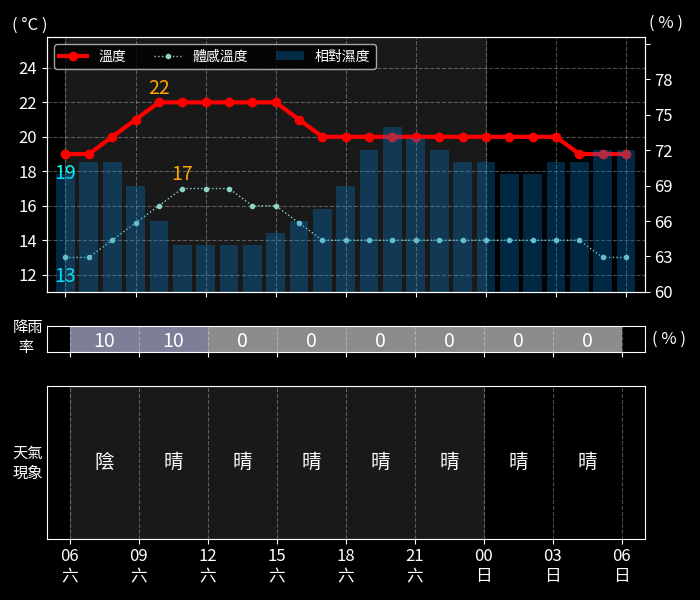 ( °C )
( % )
溫度
體感溫度
相對濕度
24
22
20
18
16
14
12
78
75
72
69
66
63
60
22
19
17
13
降雨率
10 10 0 0 0 0 0 0
( % )
天氣現象
陰 晴 晴 晴 晴 晴 晴 晴
06 09 12 15 18 21 00 03 06
六 六 六 六 六 六 日 日 日